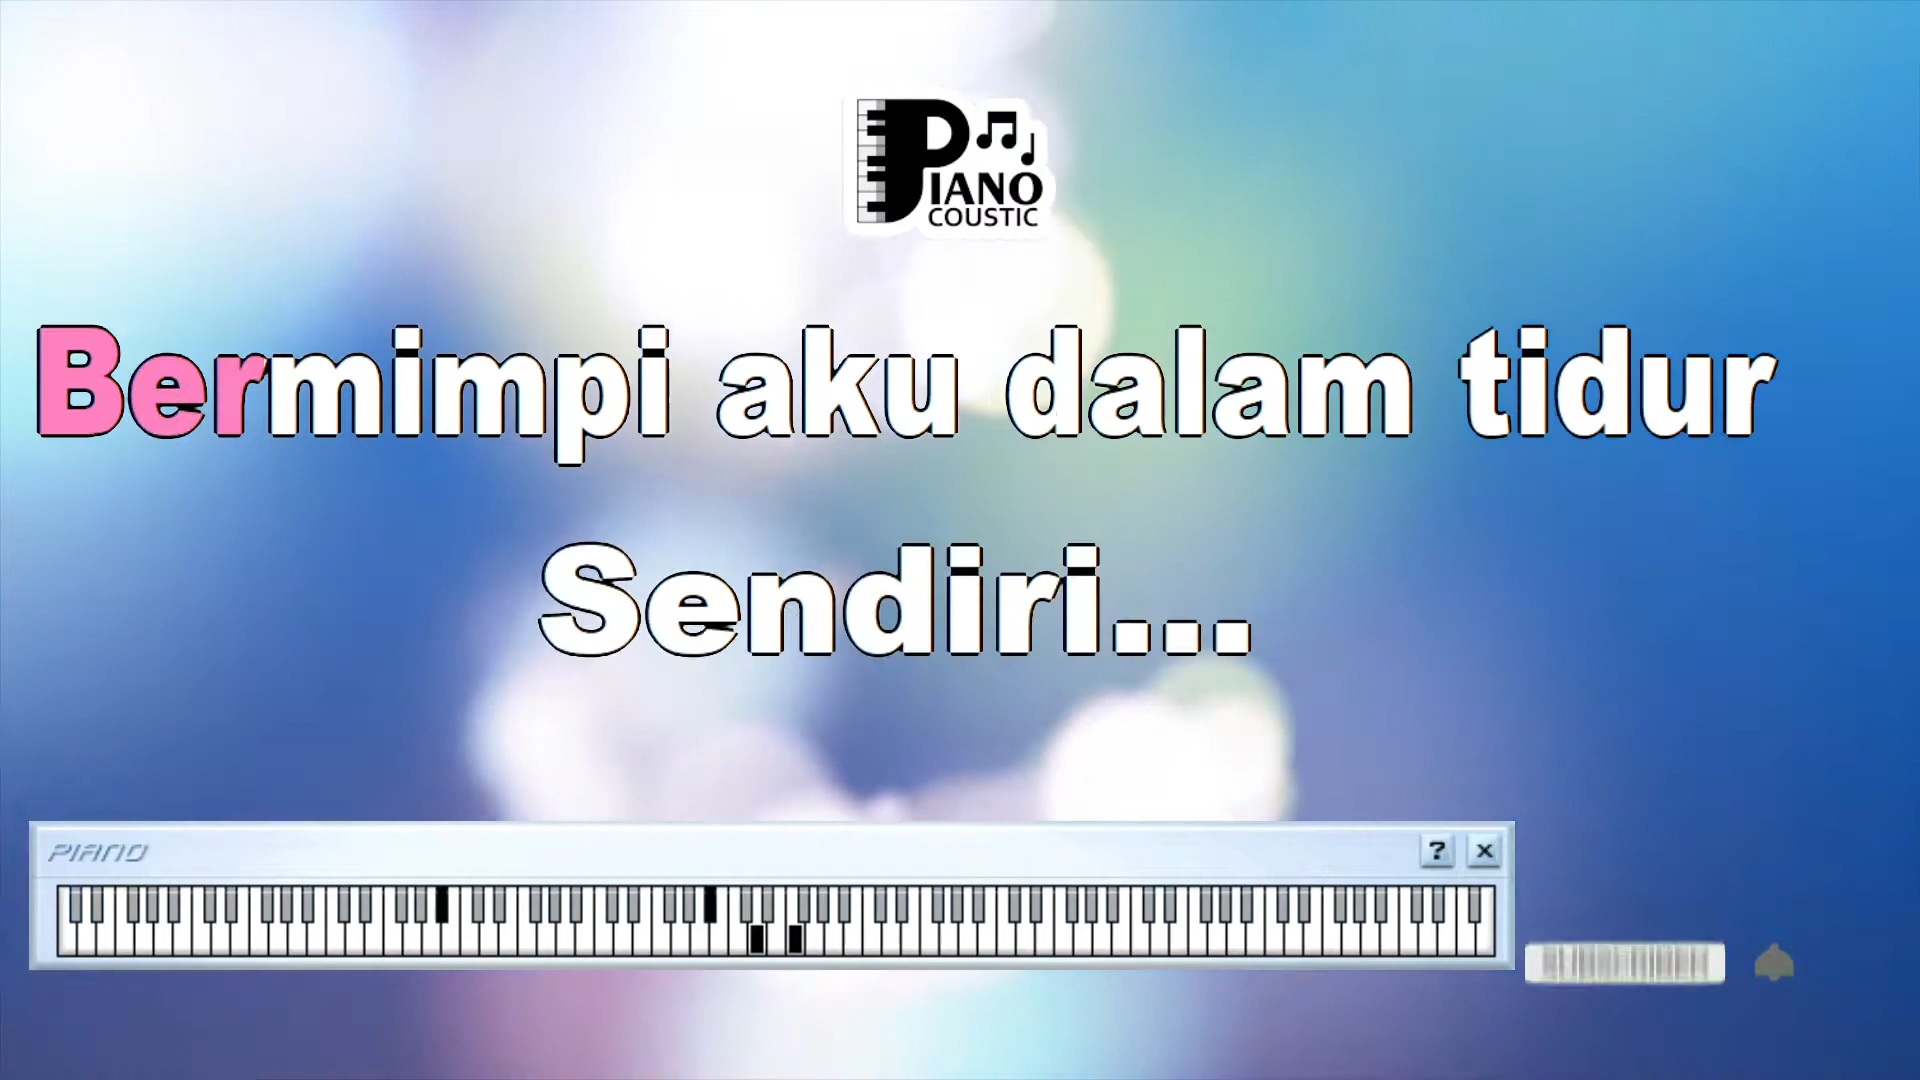 PIANO
COUSTIC
Bermimpi aku dalam tidur
Sendiri...
PIANO
? x